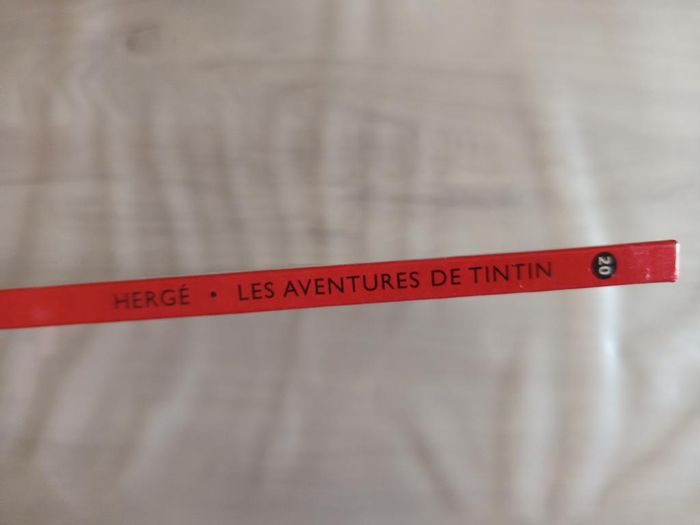 HERGÉ • LES AVENTURES DE TINTIN 20